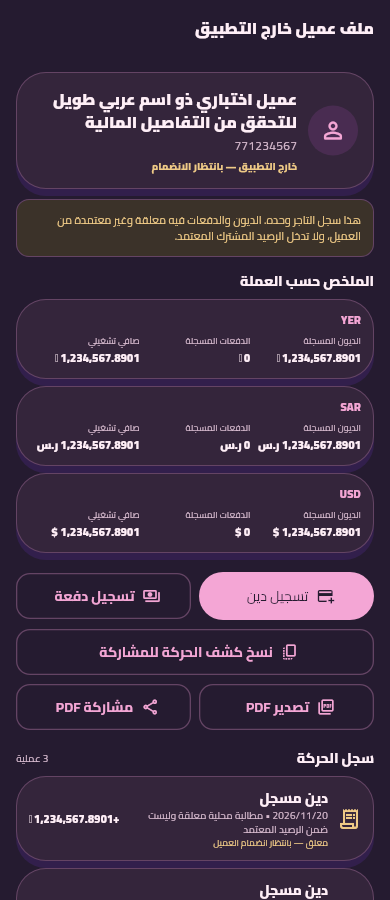 ملف عميل خارج التطبيق
عميل اختباري ذو اسم عربي طويل
للتحقق من التفاصيل المالية
771234567
خارج التطبيق — بانتظار الانضمام
هذا سجل التاجر وحده. الديون والدفعات فيه معلقة وغير معتمدة من
العميل، ولا تدخل الرصيد المشترك المعتمد.
الملخص حسب العملة
YER
الديون المسجلة الدفعات المسجلة صافي تشغيلي
1,234,567.8901 0 1,234,567.8901
SAR
الديون المسجلة الدفعات المسجلة صافي تشغيلي
1,234,567.8901 ر.س 0 ر.س 1,234,567.8901 ر.س
USD
الديون المسجلة الدفعات المسجلة صافي تشغيلي
1,234,567.8901 $ 0 $ 1,234,567.8901 $
تسجيل دين تسجيل دفعة
نسخ كشف الحركة للمشاركة
تصدير PDF مشاركة PDF
سجل الحركة 3 عملية
دين مسجل
2026/11/20 • مطالبة محلية معلقة وليست
ضمن الرصيد المعتمد
+1,234,567.8901
معلق — بانتظار انضمام العميل
دين مسجل